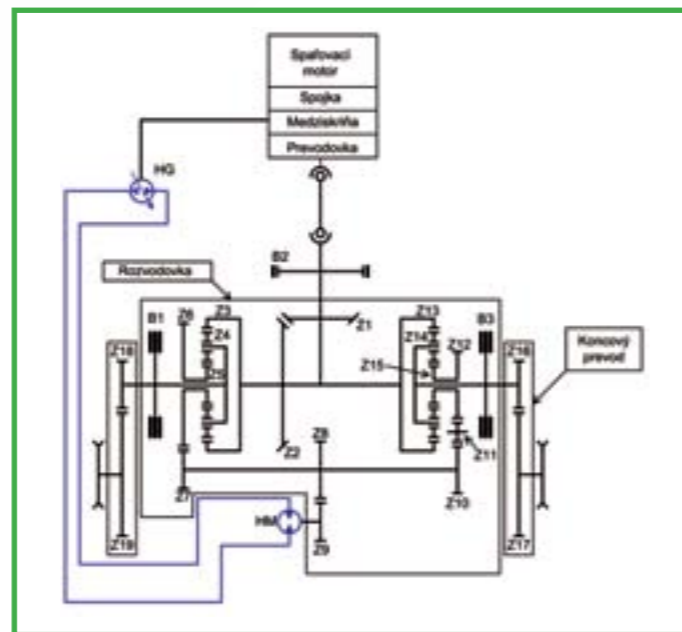 Spaľovací
motor
Spojka
Medziskriňa
Prevodovka
HG
B2
Rozvodovka
B1
Z6
Z3
Z4
Z5
Z1
Z13
Z14
Z12
B3
Z15
Z16
Koncový
prevod
Z18
Z2
Z8
Z11
Z7
Z10
HM
Z9
Z19
Z17